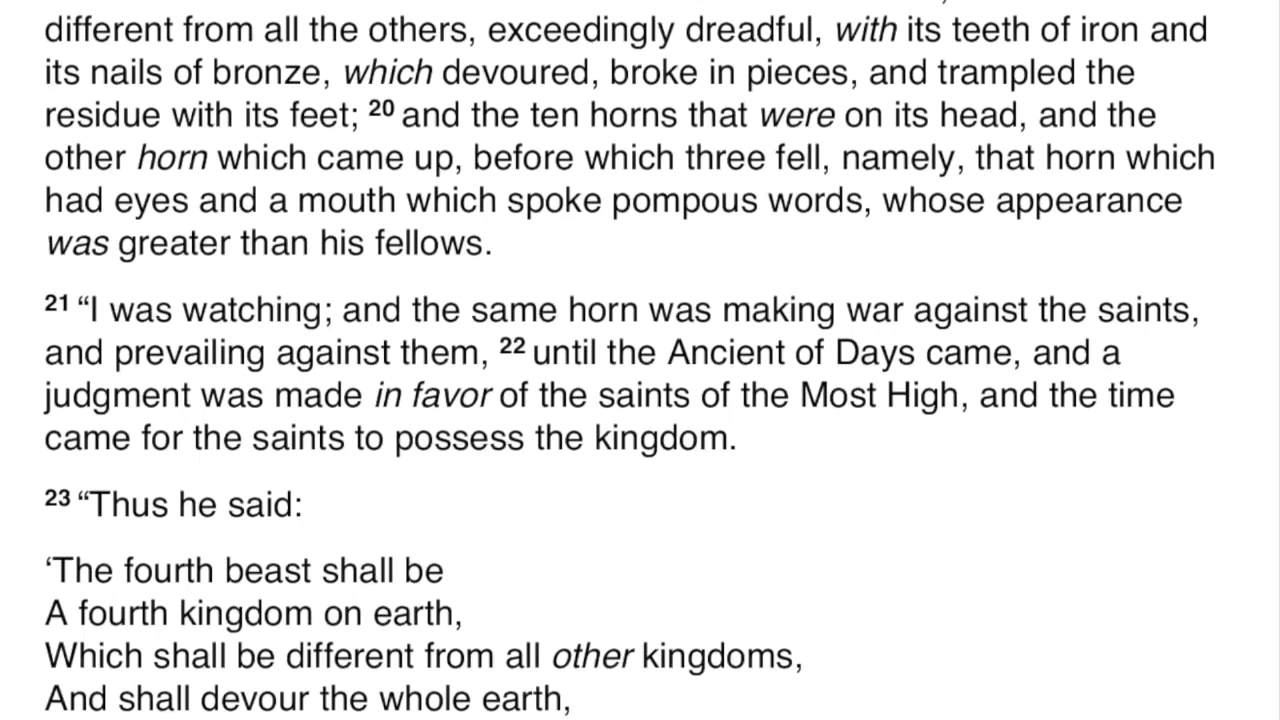 different from all the others, exceedingly dreadful, with its teeth of iron and
its nails of bronze, which devoured, broke in pieces, and trampled the
residue with its feet; 20 and the ten horns that were on its head, and the
other horn which came up, before which three fell, namely, that horn which
had eyes and a mouth which spoke pompous words, whose appearance
was greater than his fellows.
21 “I was watching; and the same horn was making war against the saints,
and prevailing against them, 22 until the Ancient of Days came, and a
judgment was made in favor of the saints of the Most High, and the time
came for the saints to possess the kingdom.
23 “Thus he said:
‘The fourth beast shall be
A fourth kingdom on earth,
Which shall be different from all other kingdoms,
And shall devour the whole earth,